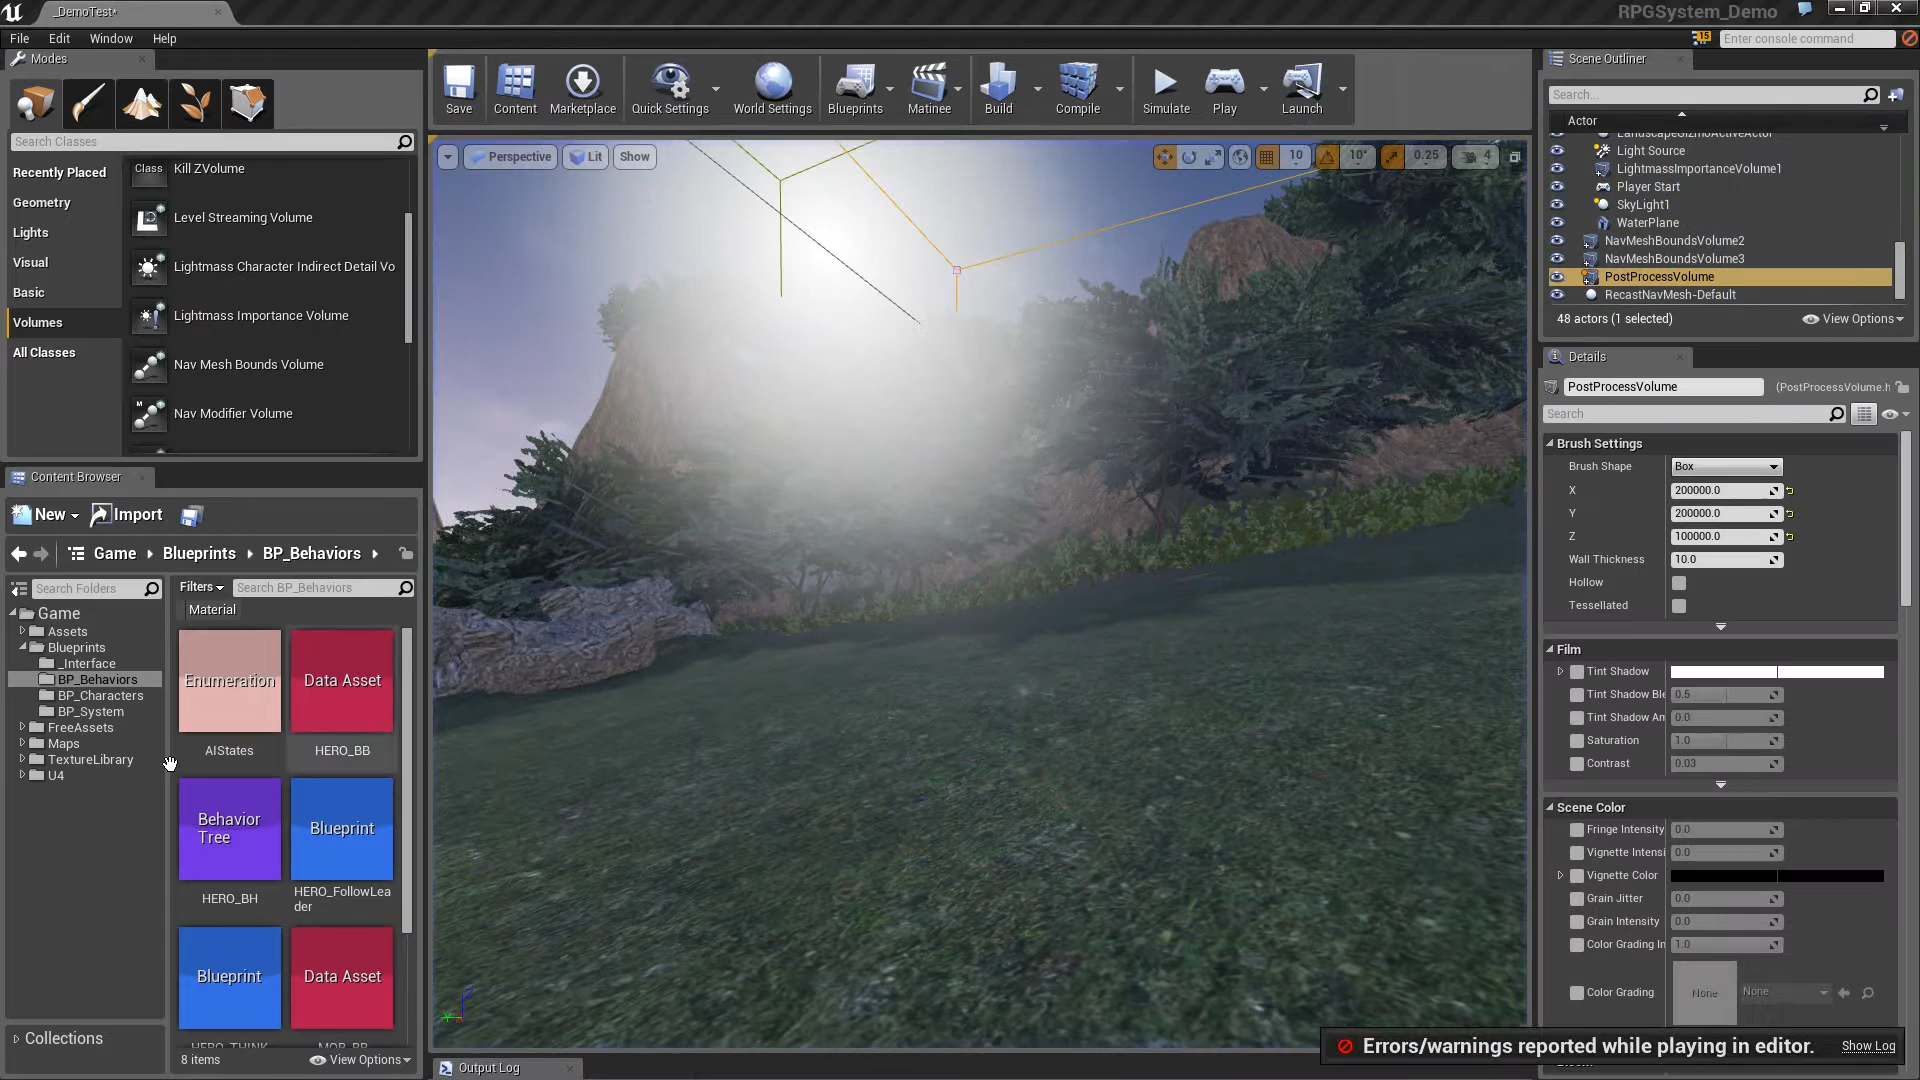 _DemoTest*
RPGSystem_Demo
File Edit Window Help
15
Enter console command
Modes
Search Classes
Recently Placed
Geometry
Lights
Visual
Basic
Volumes
All Classes
Class Kill ZVolume
Level Streaming Volume
Lightmass Character Indirect Detail Vo
Lightmass Importance Volume
Nav Mesh Bounds Volume
M Nav Modifier Volume
Save Content Marketplace Quick Settings World Settings Blueprints Matinee Build Compile Simulate Play Launch
Perspective Lit Show
10 10° 0.25 4
Scene Outliner
Search...
Actor
LandscapeGizmoActiveActor
Light Source
LightmassImportanceVolume1
Player Start
SkyLight1
WaterPlane
NavMeshBoundsVolume2
NavMeshBoundsVolume3
PostProcessVolume
RecastNavMesh-Default
48 actors (1 selected) View Options
Details
PostProcessVolume (PostProcessVolume.h
Search
Brush Settings
Brush Shape Box
X 200000.0
Y 200000.0
Z 100000.0
Wall Thickness 10.0
Hollow
Tessellated
Film
Tint Shadow
Tint Shadow Ble 0.5
Tint Shadow Am 0.0
Saturation 1.0
Contrast 0.03
Scene Color
Fringe Intensity 0.0
Vignette Intensi 0.0
Vignette Color
Grain Jitter 0.0
Grain Intensity 0.0
Color Grading In 1.0
Color Grading None None
Content Browser
New Import
Game Blueprints BP_Behaviors
Search Folders
Filters Search BP_Behaviors
Material
Game
Assets
Blueprints
_Interface
BP_Behaviors
BP_Characters
BP_System
FreeAssets
Maps
TextureLibrary
U4
Enumeration
AIStates
Data Asset
HERO_BB
Behavior
Tree
HERO_BH
Blueprint
HERO_FollowLea
der
Blueprint
HERO_THINK
Data Asset
MOB_BB
Collections
8 items View Options
Output Log
Errors/warnings reported while playing in editor. Show Log